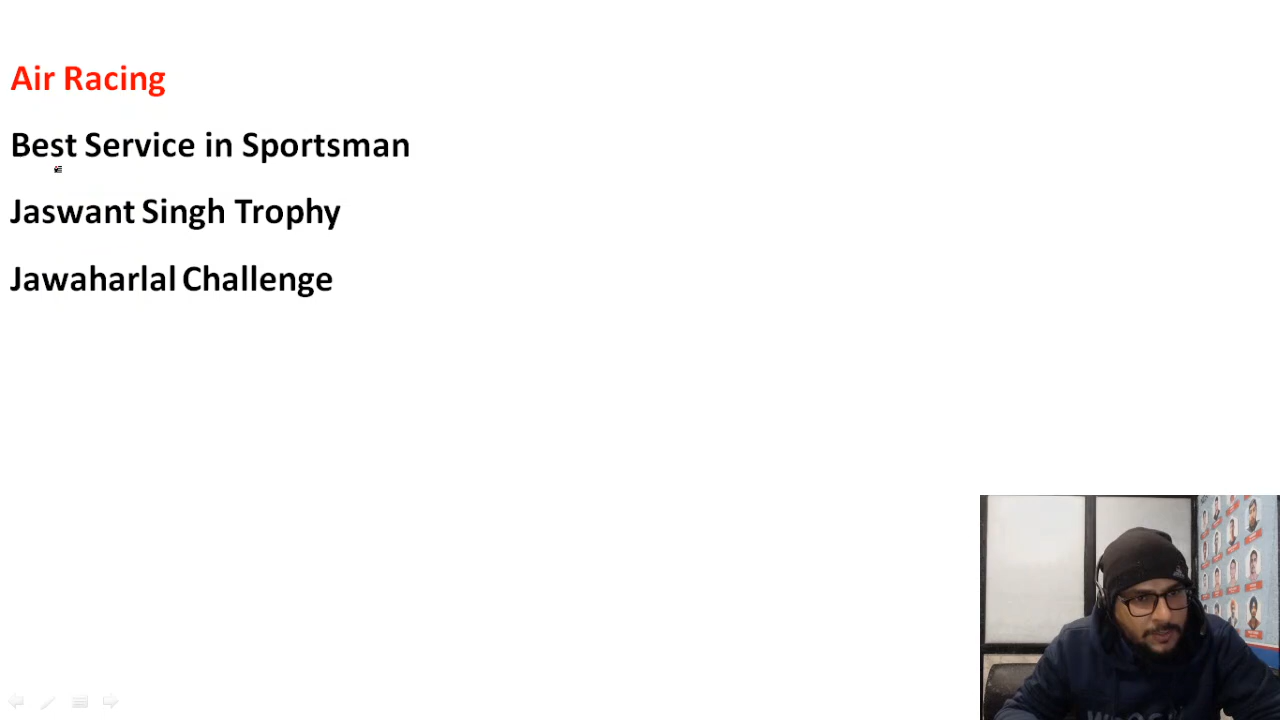 Air Racing
Best Service in Sportsman
Jaswant Singh Trophy
Jawaharlal Challenge